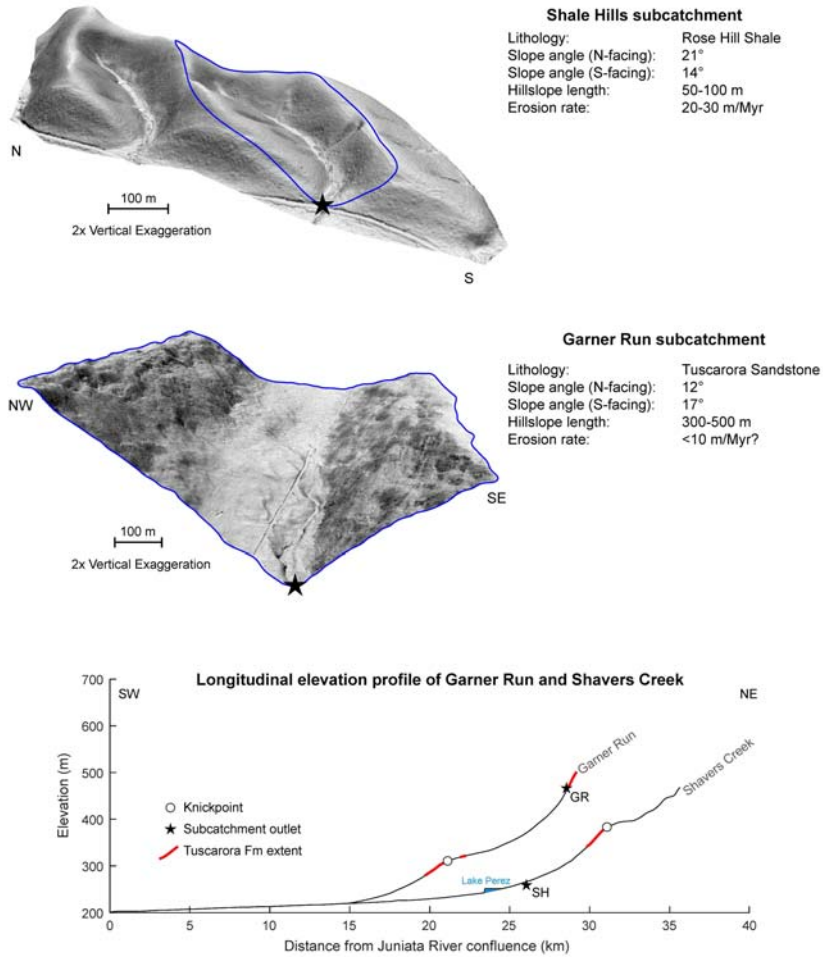 Shale Hills subcatchment
Lithology: Rose Hill Shale
Slope angle (N-facing): 21°
Slope angle (S-facing): 14°
Hillslope length: 50-100 m
Erosion rate: 20-30 m/Myr
N
100 m
2x Vertical Exaggeration
S
Garner Run subcatchment
Lithology: Tuscarora Sandstone
Slope angle (N-facing): 12°
Slope angle (S-facing): 17°
Hillslope length: 300-500 m
Erosion rate: <10 m/Myr?
NW
SE
100 m
2x Vertical Exaggeration
Longitudinal elevation profile of Garner Run and Shavers Creek
SW
NE
Elevation (m)
700
600
500
400
300
200
Garner Run
Shavers Creek
GR
Knickpoint
Subcatchment outlet
Tuscarora Fm extent
Lake Perez
SH
0 5 10 15 20 25 30 35 40
Distance from Juniata River confluence (km)